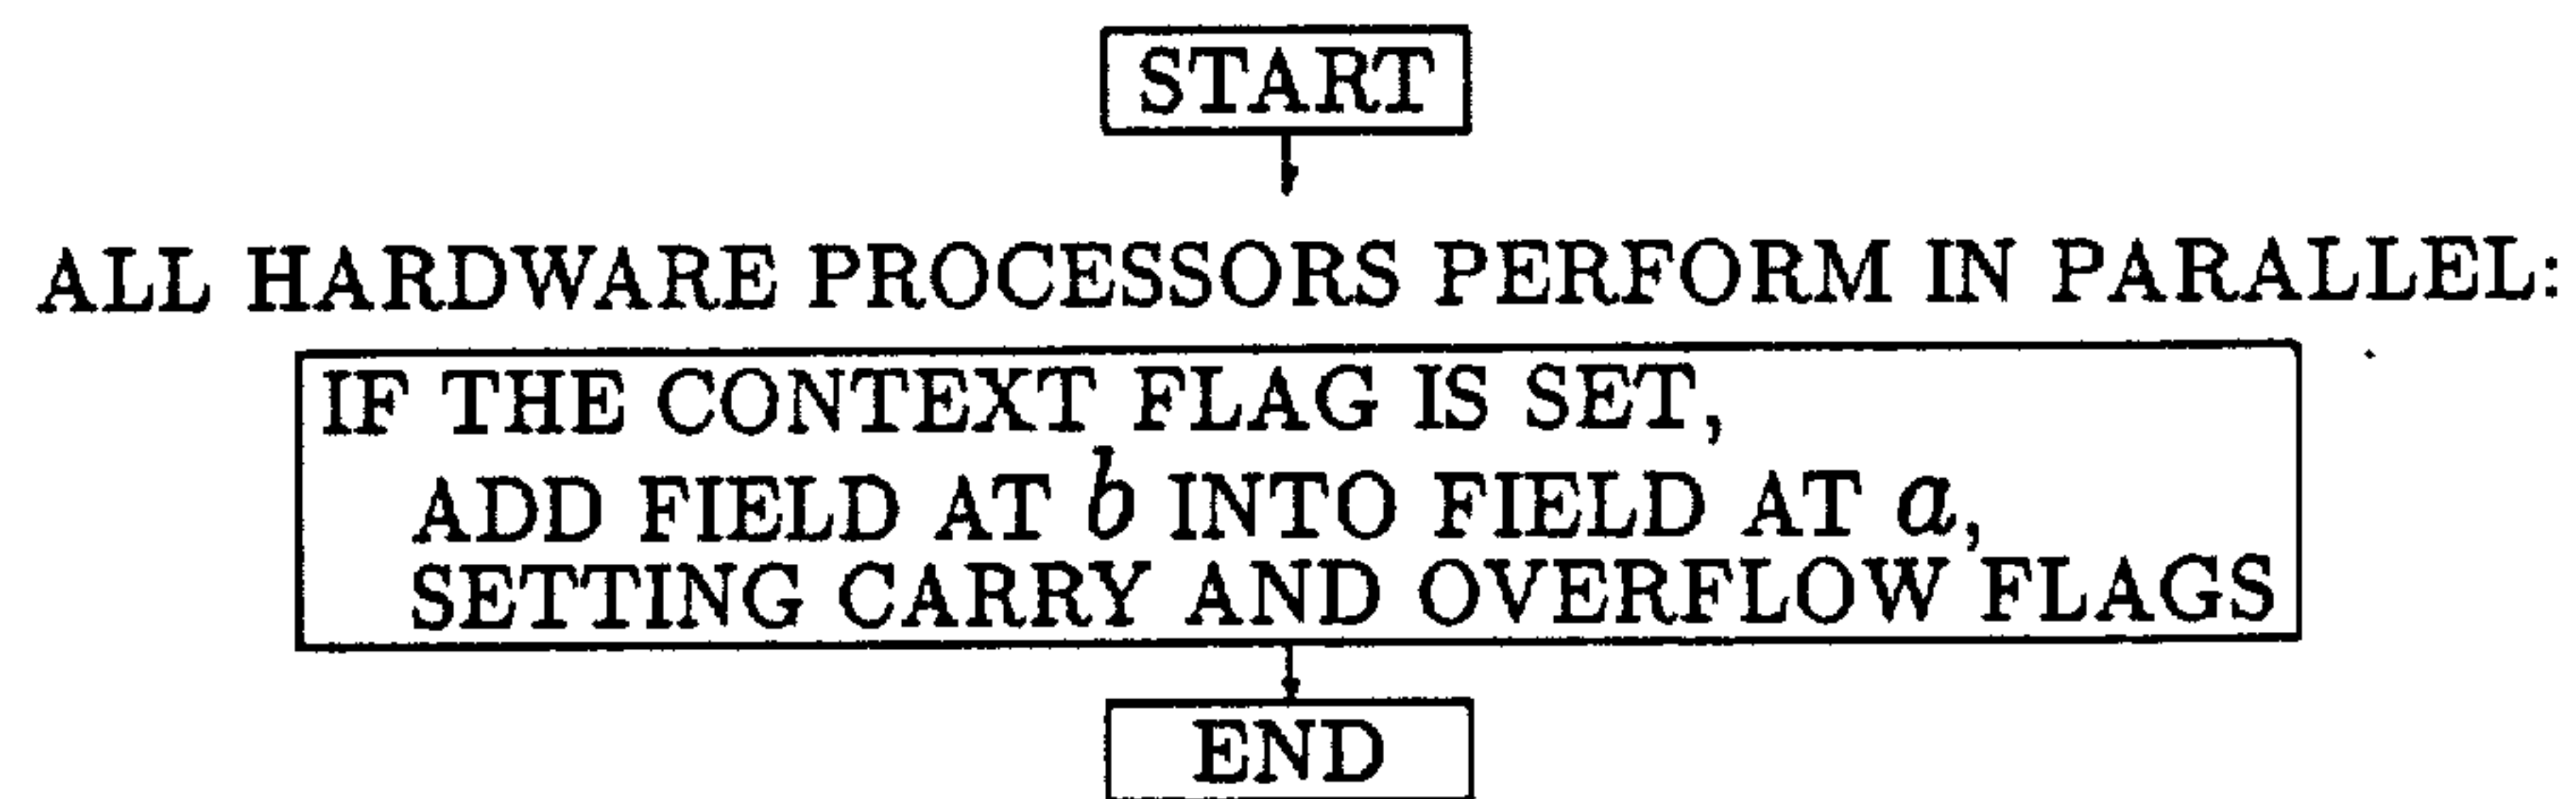 START
ALL HARDWARE PROCESSORS PERFORM IN PARALLEL:
IF THE CONTEXT FLAG IS SET,
ADD FIELD AT b INTO FIELD AT a,
SETTING CARRY AND OVERFLOW FLAGS
END